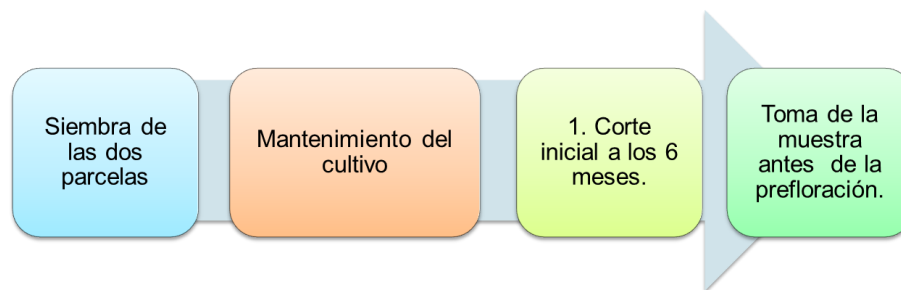 Siembra de
las dos
parcelas
Mantenimiento del
cultivo
1. Corte
inicial a los 6
meses.
Toma de la
muestra
antes de la
prefloración.